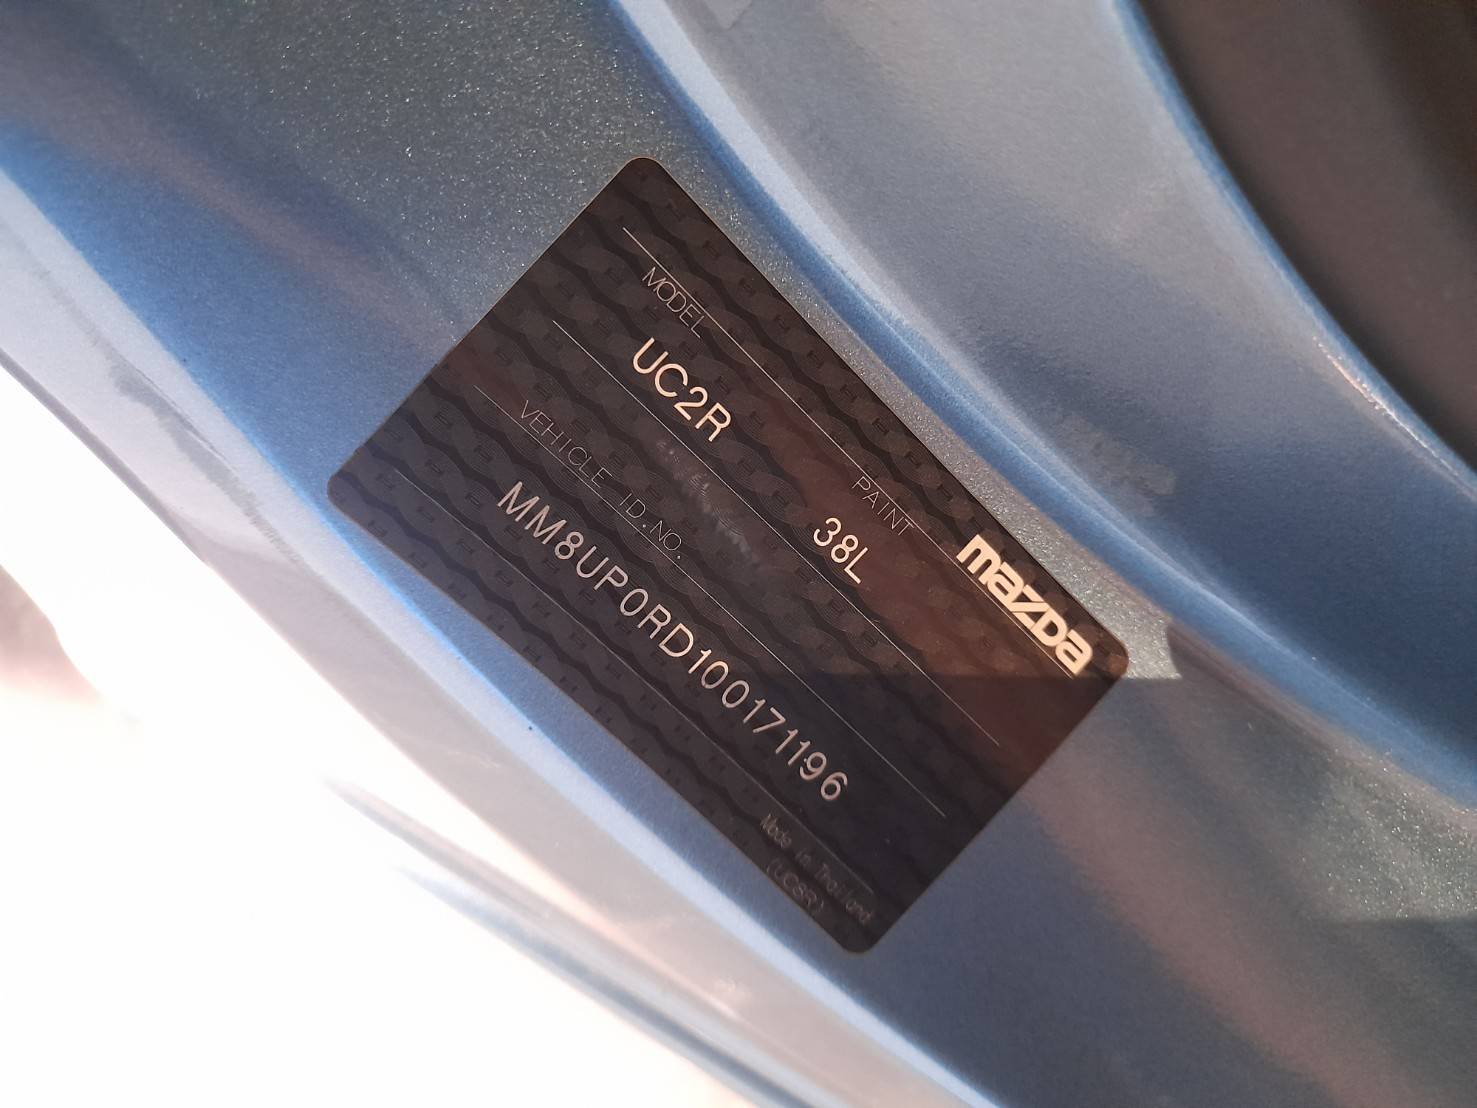 mazda
MODEL PAINT
UC2R 38L
VEHICLE ID.NO.
MM8UP0RD100171196
Made in Thailand
(UC8R)